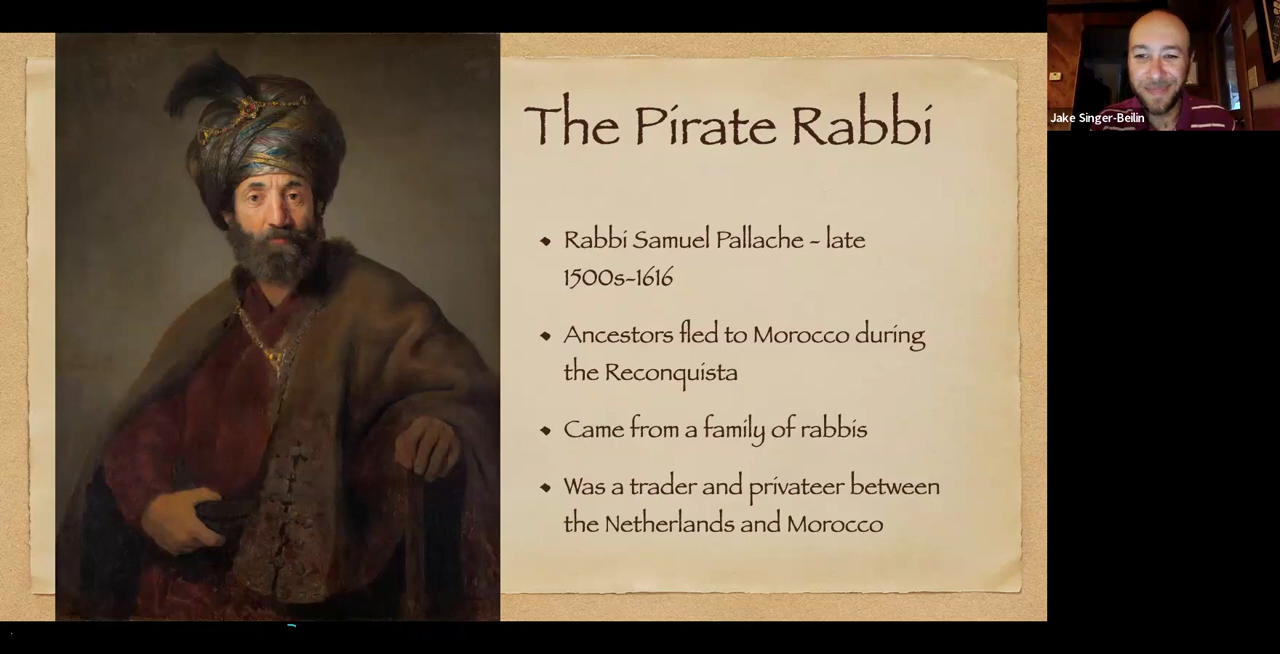 The Pirate Rabbi
Rabbi Samuel Pallache - late
1500s-1616
Ancestors fled to Morocco during
the Reconquista
Came from a family of rabbis
Was a trader and privateer between
the Netherlands and Morocco
Jake Singer-Beilin